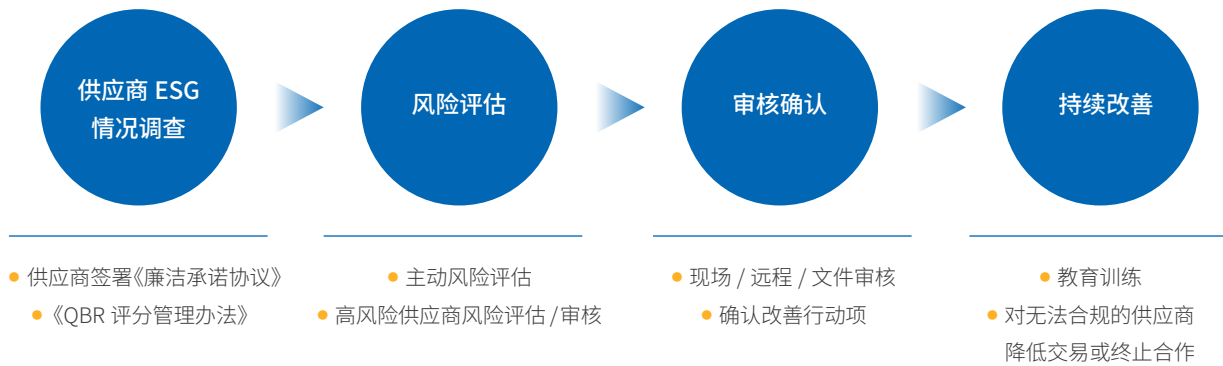 供应商 ESG
情况调查
风险评估
审核确认
持续改善
供应商签署《廉洁承诺协议》
《QBR 评分管理办法》
主动风险评估
高风险供应商风险评估 /审核
现场 / 远程 / 文件审核
确认改善行动项
教育训练
对无法合规的供应商
降低交易或终止合作